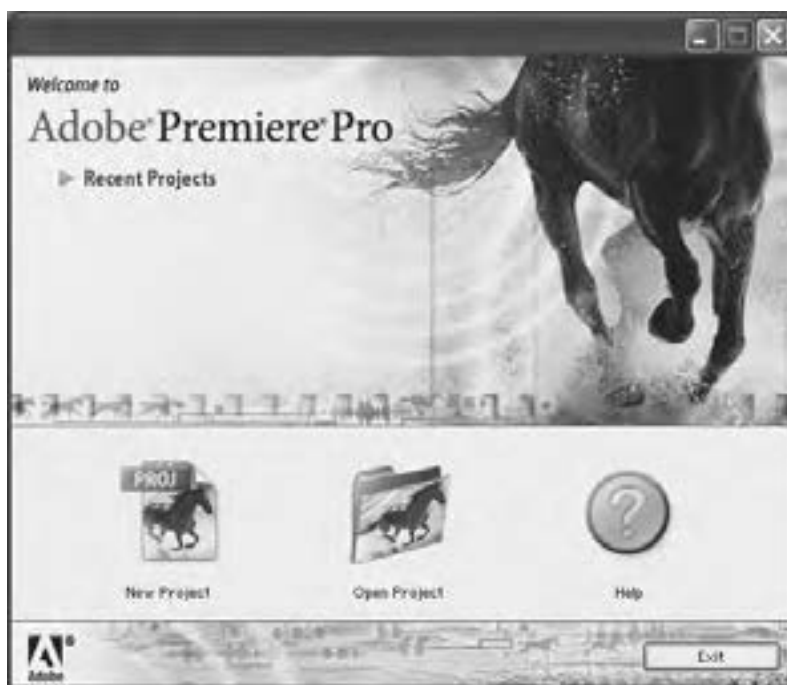 Welcome to
Adobe® Premiere® Pro
Recent Projects
PROJ
New Project
Open Project
?
Help
Adobe®
Exit